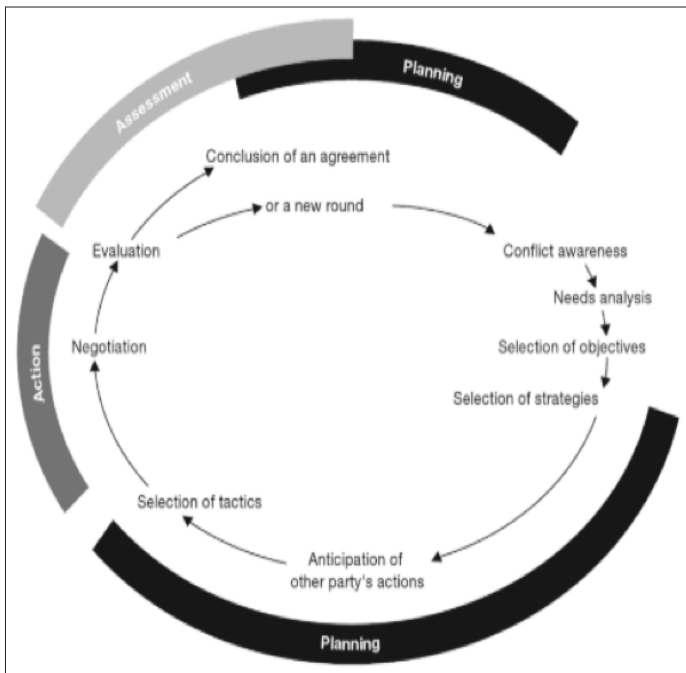 Planning
Assessment
Conclusion of an agreement
or a new round
Evaluation
Conflict awareness
Needs analysis
Negotiation
Selection of objectives
Action
Selection of strategies
Selection of tactics
Anticipation of
other party's actions
Planning